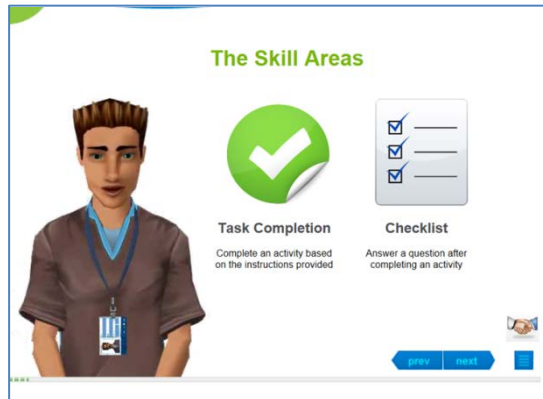 The Skill Areas
Task Completion
Complete an activity based
on the instructions provided
Checklist
Answer a question after
completing an activity
prev
next